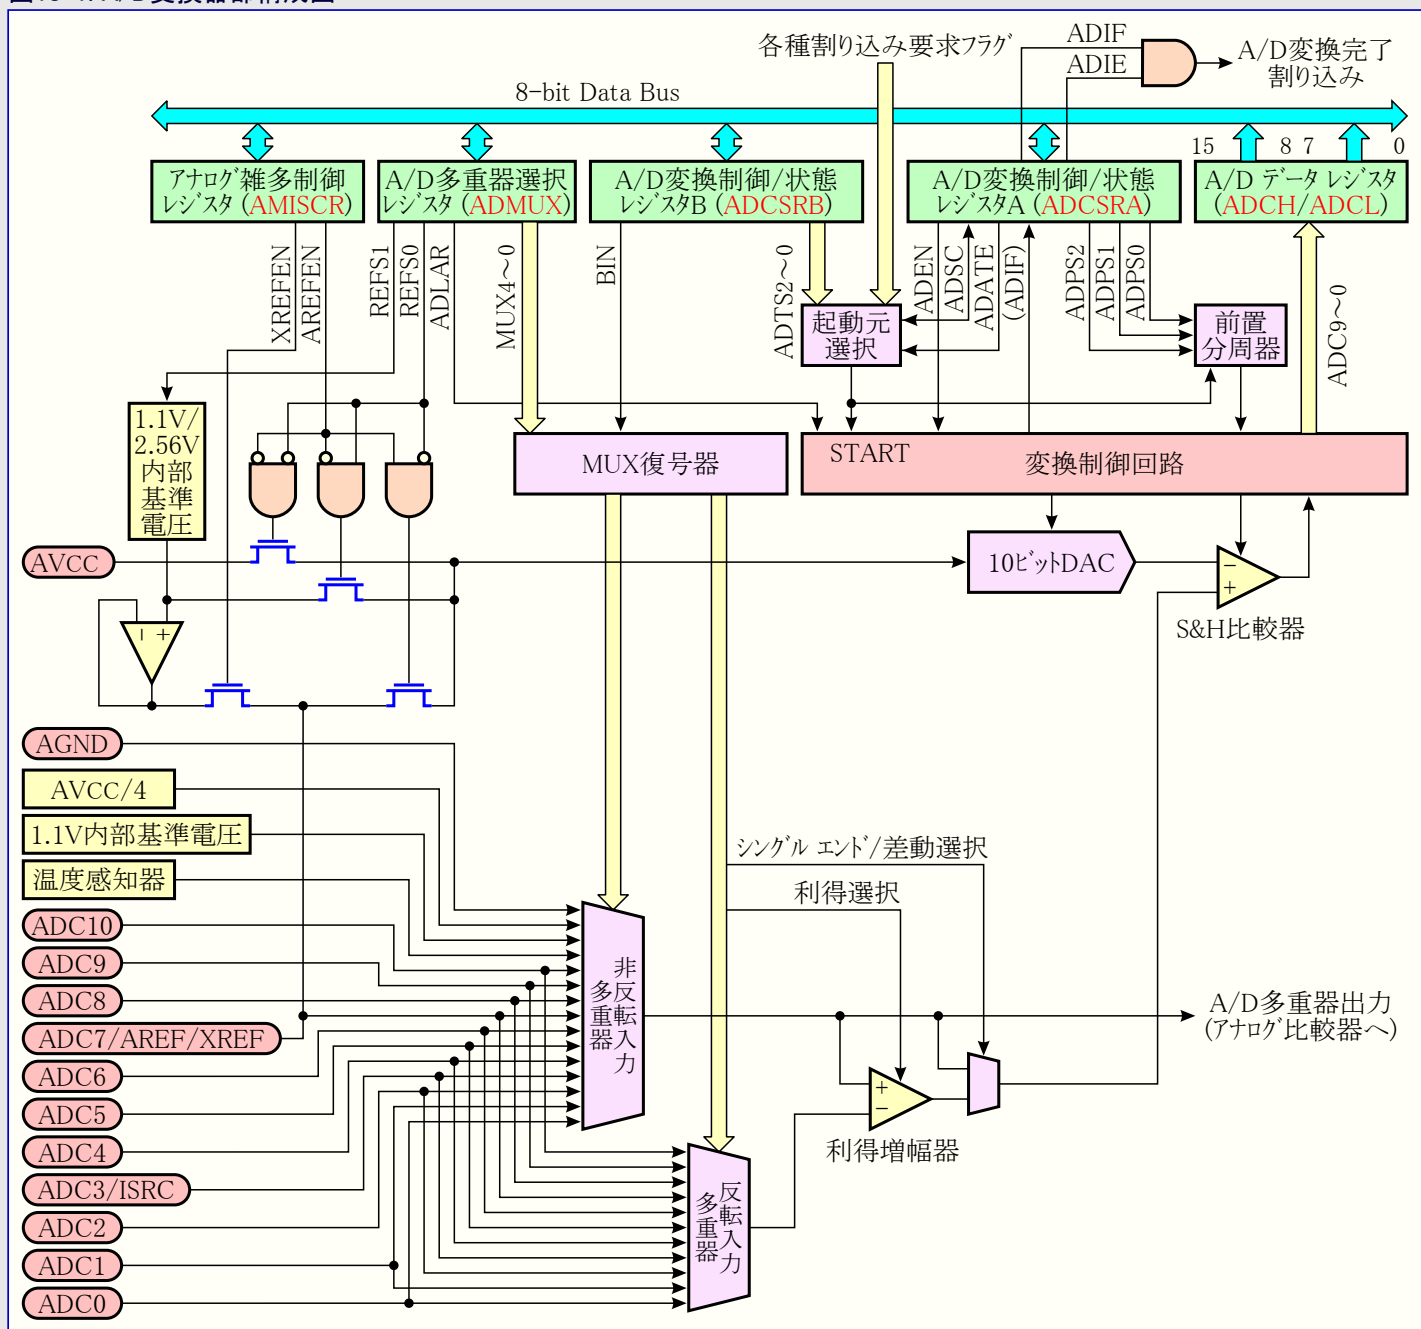 各種割り込み要求フラグ
ADIF
ADIE
A/D変換完了
割り込み
8-bit Data Bus
15 8 7 0
アナログ雑多制御
レジスタ (AMISCR)
A/D多重器選択
レジスタ (ADMUX)
A/D変換制御/状態
レジスタB (ADCSRB)
A/D変換制御/状態
レジスタA (ADCSRA)
A/D データ レジスタ
(ADCH/ADCL)
XREFEN
AREFEN
REFS1
REFS0
ADLAR
MUX4～0
BIN
ADTS2～0
ADEN
ADSC
ADATE
(ADIF)
ADPS2
ADPS1
ADPS0
ADC9～0
起動元
選択
前置
分周器
1.1V/
2.56V
内部
基準
電圧
MUX復号器
START
変換制御回路
AVCC
10ビットDAC
−
+
S&H比較器
−
+
AGND
AVCC/4
1.1V内部基準電圧
温度感知器
シングル エンド/差動選択
利得選択
ADC10
ADC9
ADC8
ADC7/AREF/XREF
ADC6
ADC5
ADC4
ADC3/ISRC
ADC2
ADC1
ADC0
非反転入力
多重器
A/D多重器出力
(アナログ比較器へ)
+
−
利得増幅器
反転入力
多重器